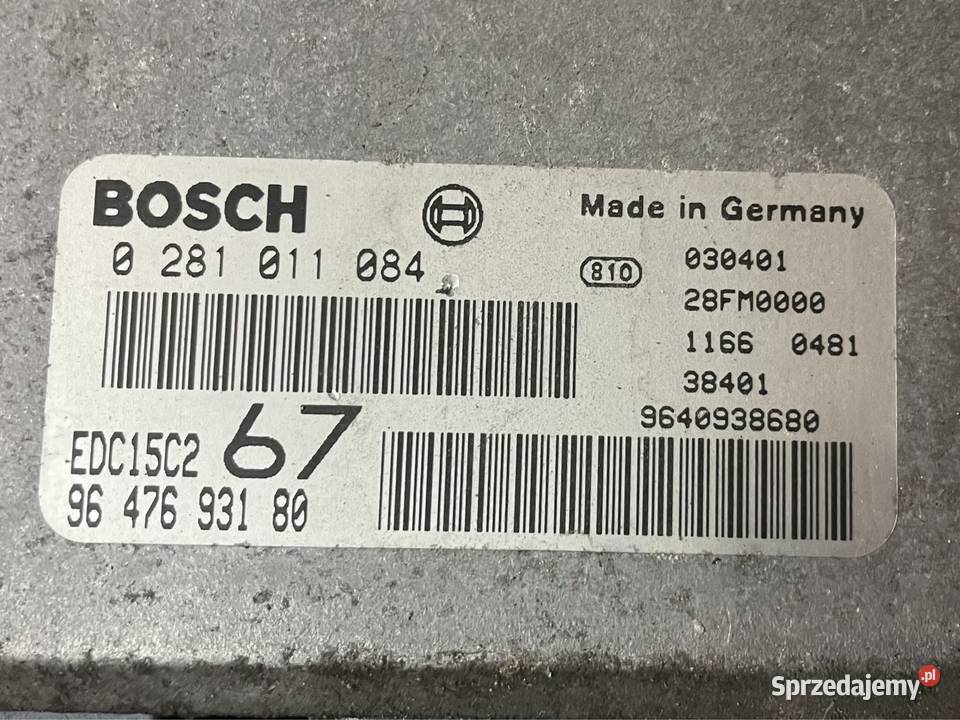 BOSCH
Made in Germany
0 281 011 084
810
030401
28FM0000
1166 0481
38401
9640938680
EDC15C2 67
96 476 931 80
Sprzedajemy.pl